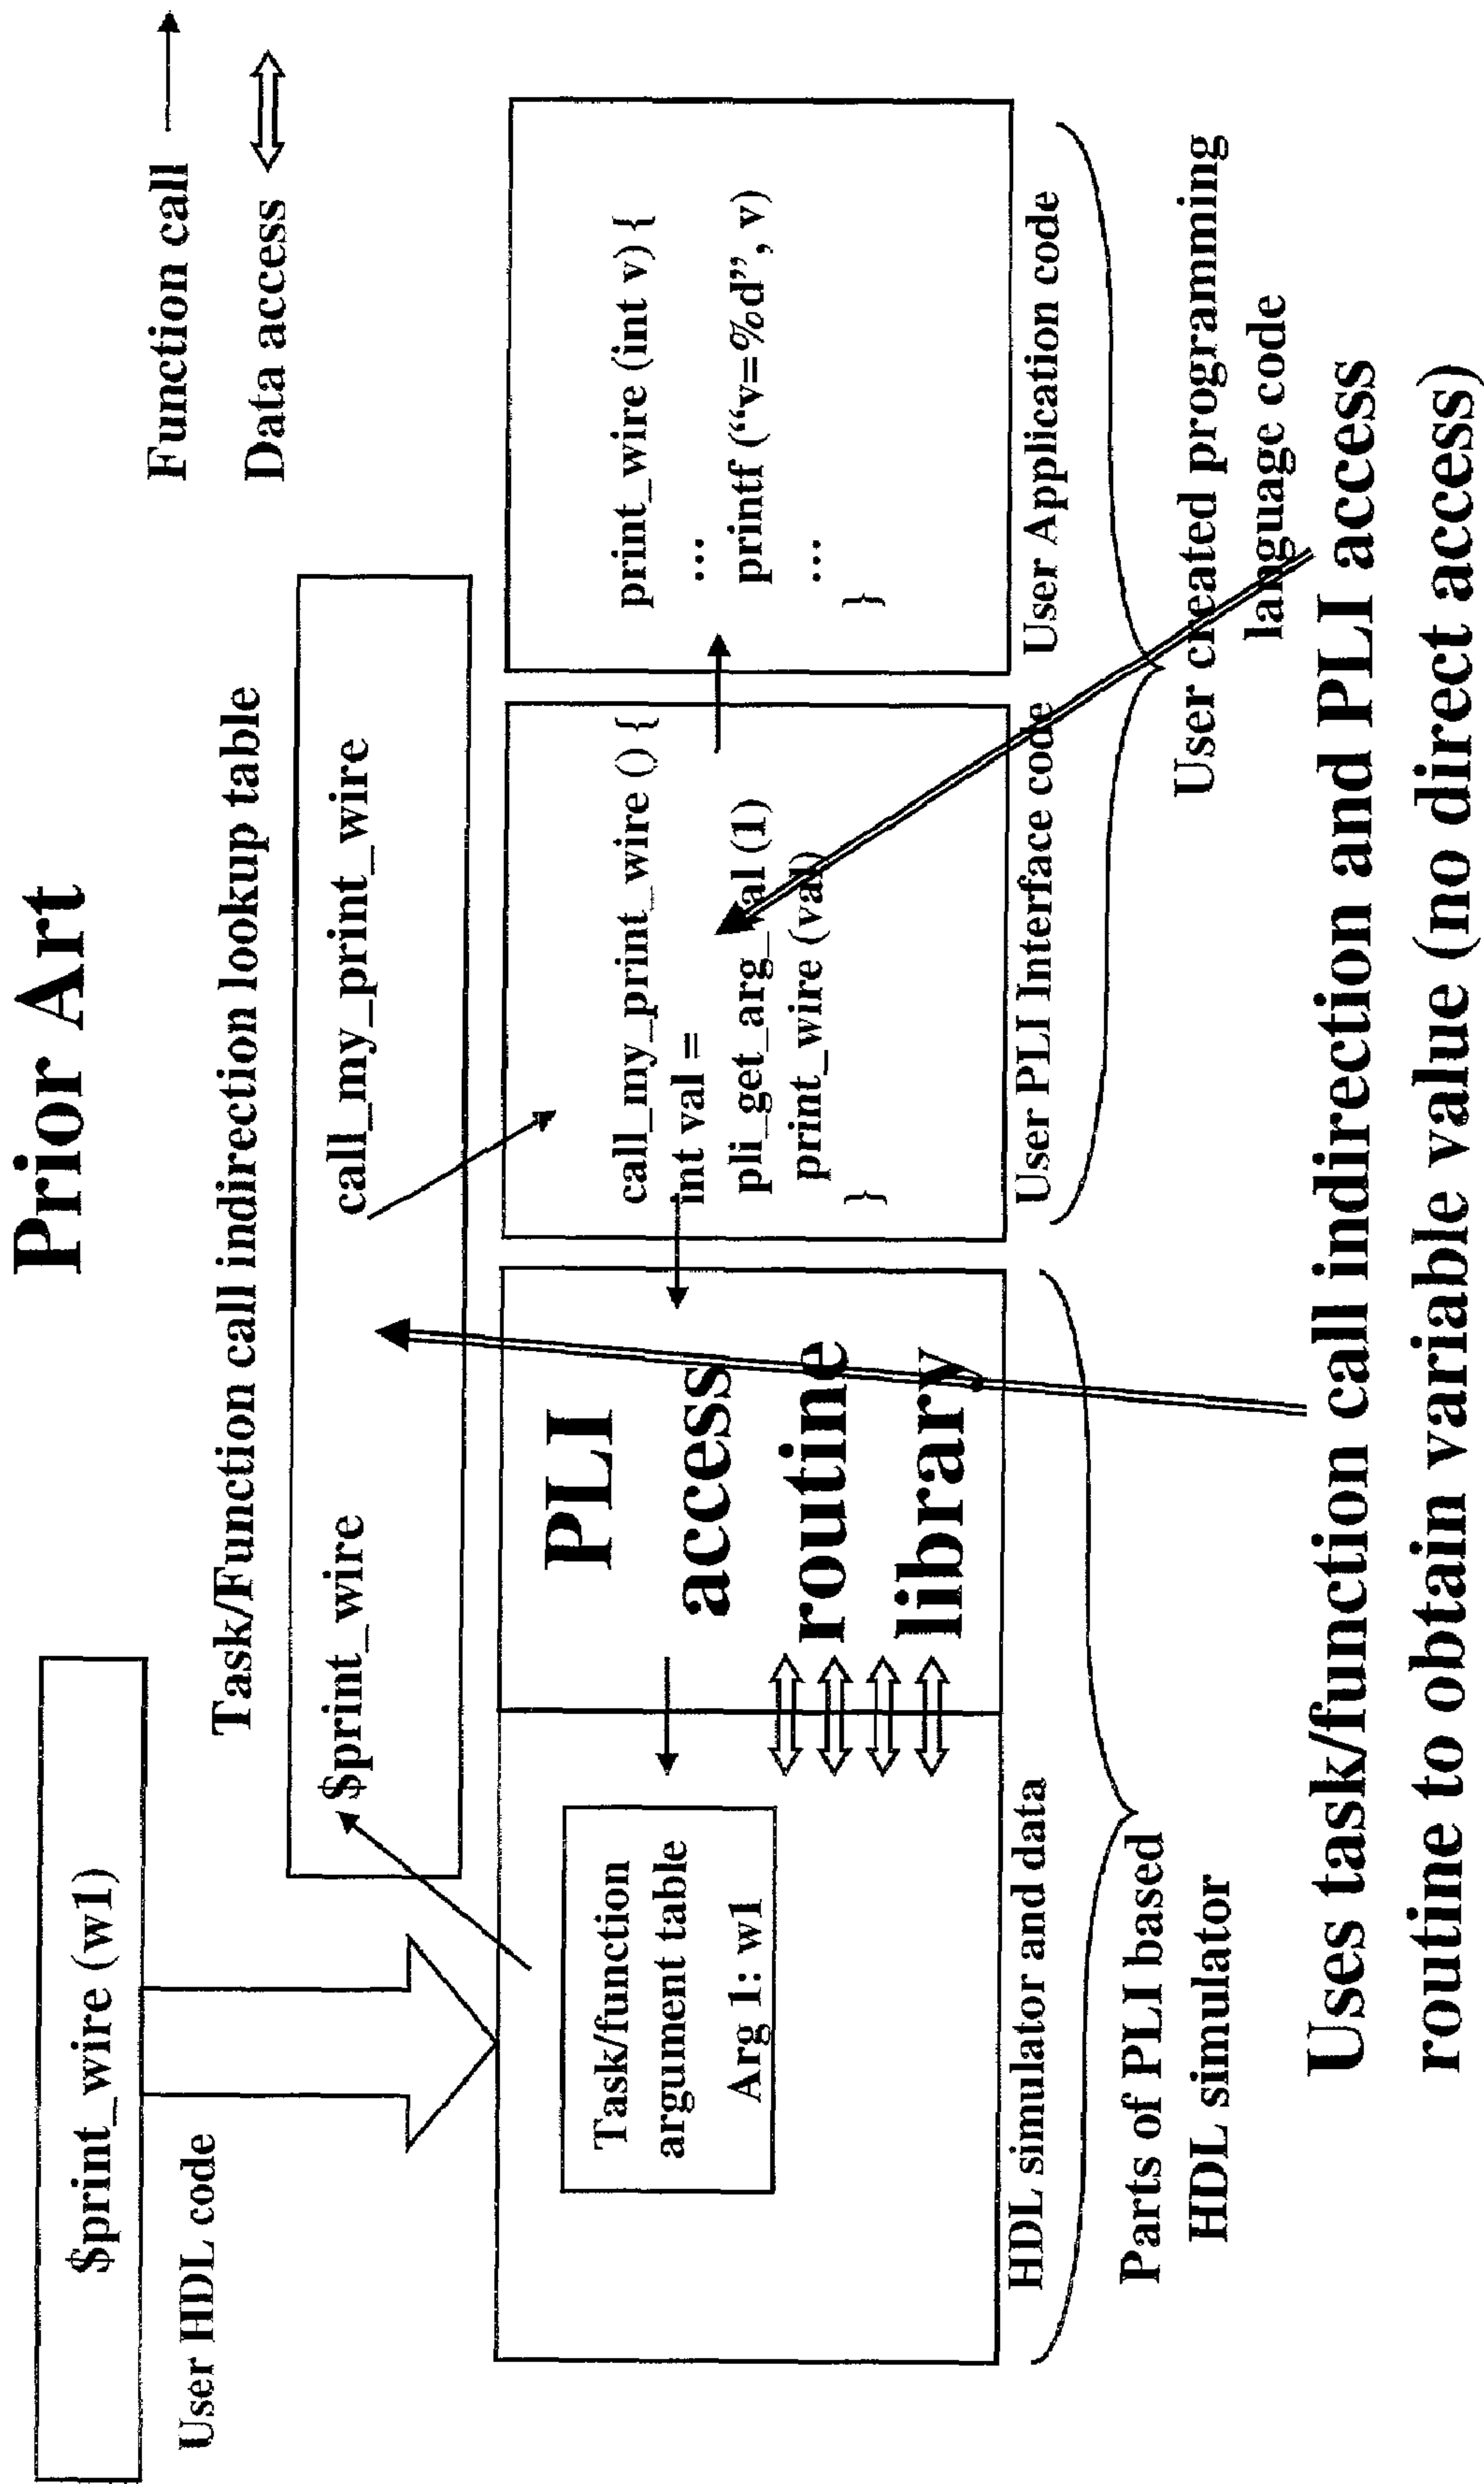 Prior Art
Function call
Data access
$print_wire (w1)
User HDL code
Task/Function call indirection lookup table
$print_wire
call_my_print_wire
Task/function
argument table
Arg 1: w1
HDL simulator and data
PLI
access
routine
library
call_my_print_wire () {
int val =
pli_get_arg_val (1)
print_wire (val)
}
User PLI Interface code
print_wire (int v) {
...
printf (“v=%d”, v)
...
}
User Application code
Parts of PLI based
HDL simulator
User created programming
language code
Uses task/function call indirection and PLI access
routine to obtain variable value (no direct access)